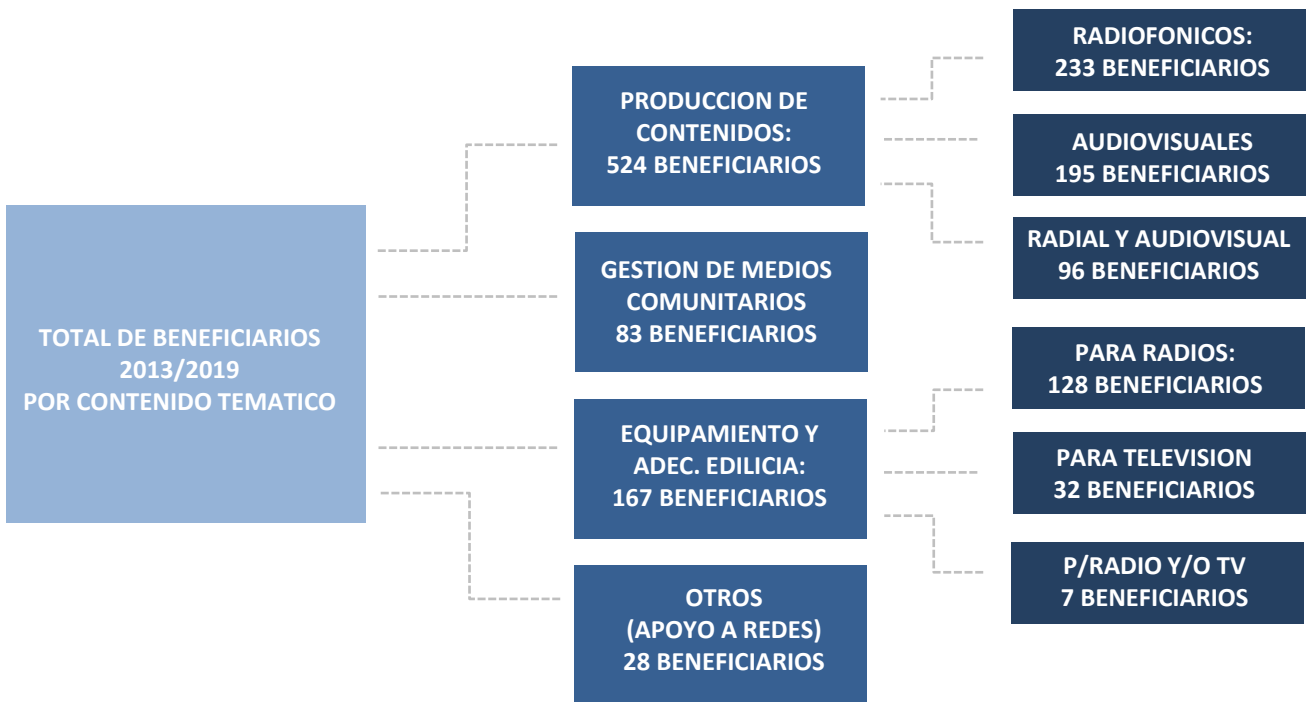 TOTAL DE BENEFICIARIOS
2013/2019
POR CONTENIDO TEMATICO
PRODUCCION DE
CONTENIDOS:
524 BENEFICIARIOS
RADIOFONICOS:
233 BENEFICIARIOS
AUDIOVISUALES
195 BENEFICIARIOS
RADIAL Y AUDIOVISUAL
96 BENEFICIARIOS
GESTION DE MEDIOS
COMUNITARIOS
83 BENEFICIARIOS
EQUIPAMIENTO Y
ADEC. EDILICIA:
167 BENEFICIARIOS
PARA RADIOS:
128 BENEFICIARIOS
PARA TELEVISION
32 BENEFICIARIOS
P/RADIO Y/O TV
7 BENEFICIARIOS
OTROS
(APOYO A REDES)
28 BENEFICIARIOS